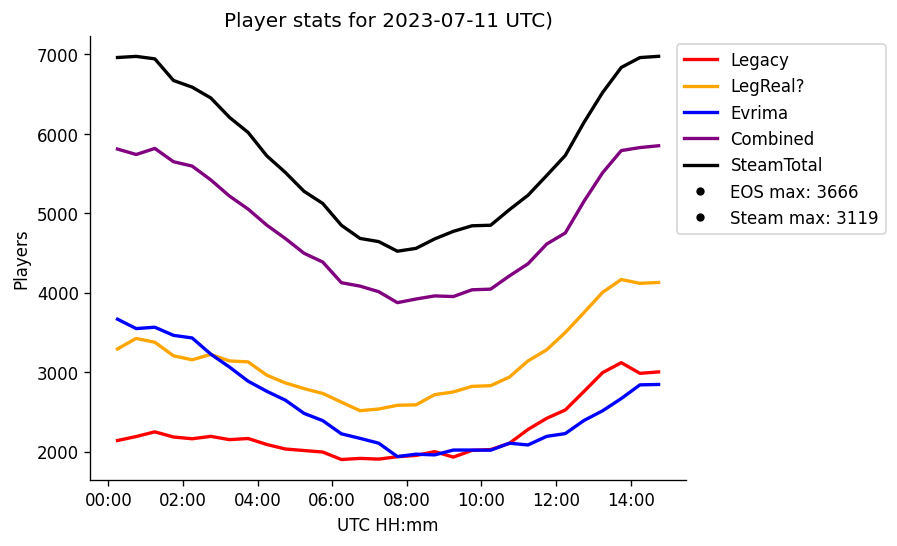 Player stats for 2023-07-11 UTC)
7000
6000
5000
4000
3000
2000
Players
00:00 02:00 04:00 06:00 08:00 10:00 12:00 14:00
UTC HH:mm
Legacy
LegReal?
Evrima
Combined
SteamTotal
EOS max: 3666
Steam max: 3119